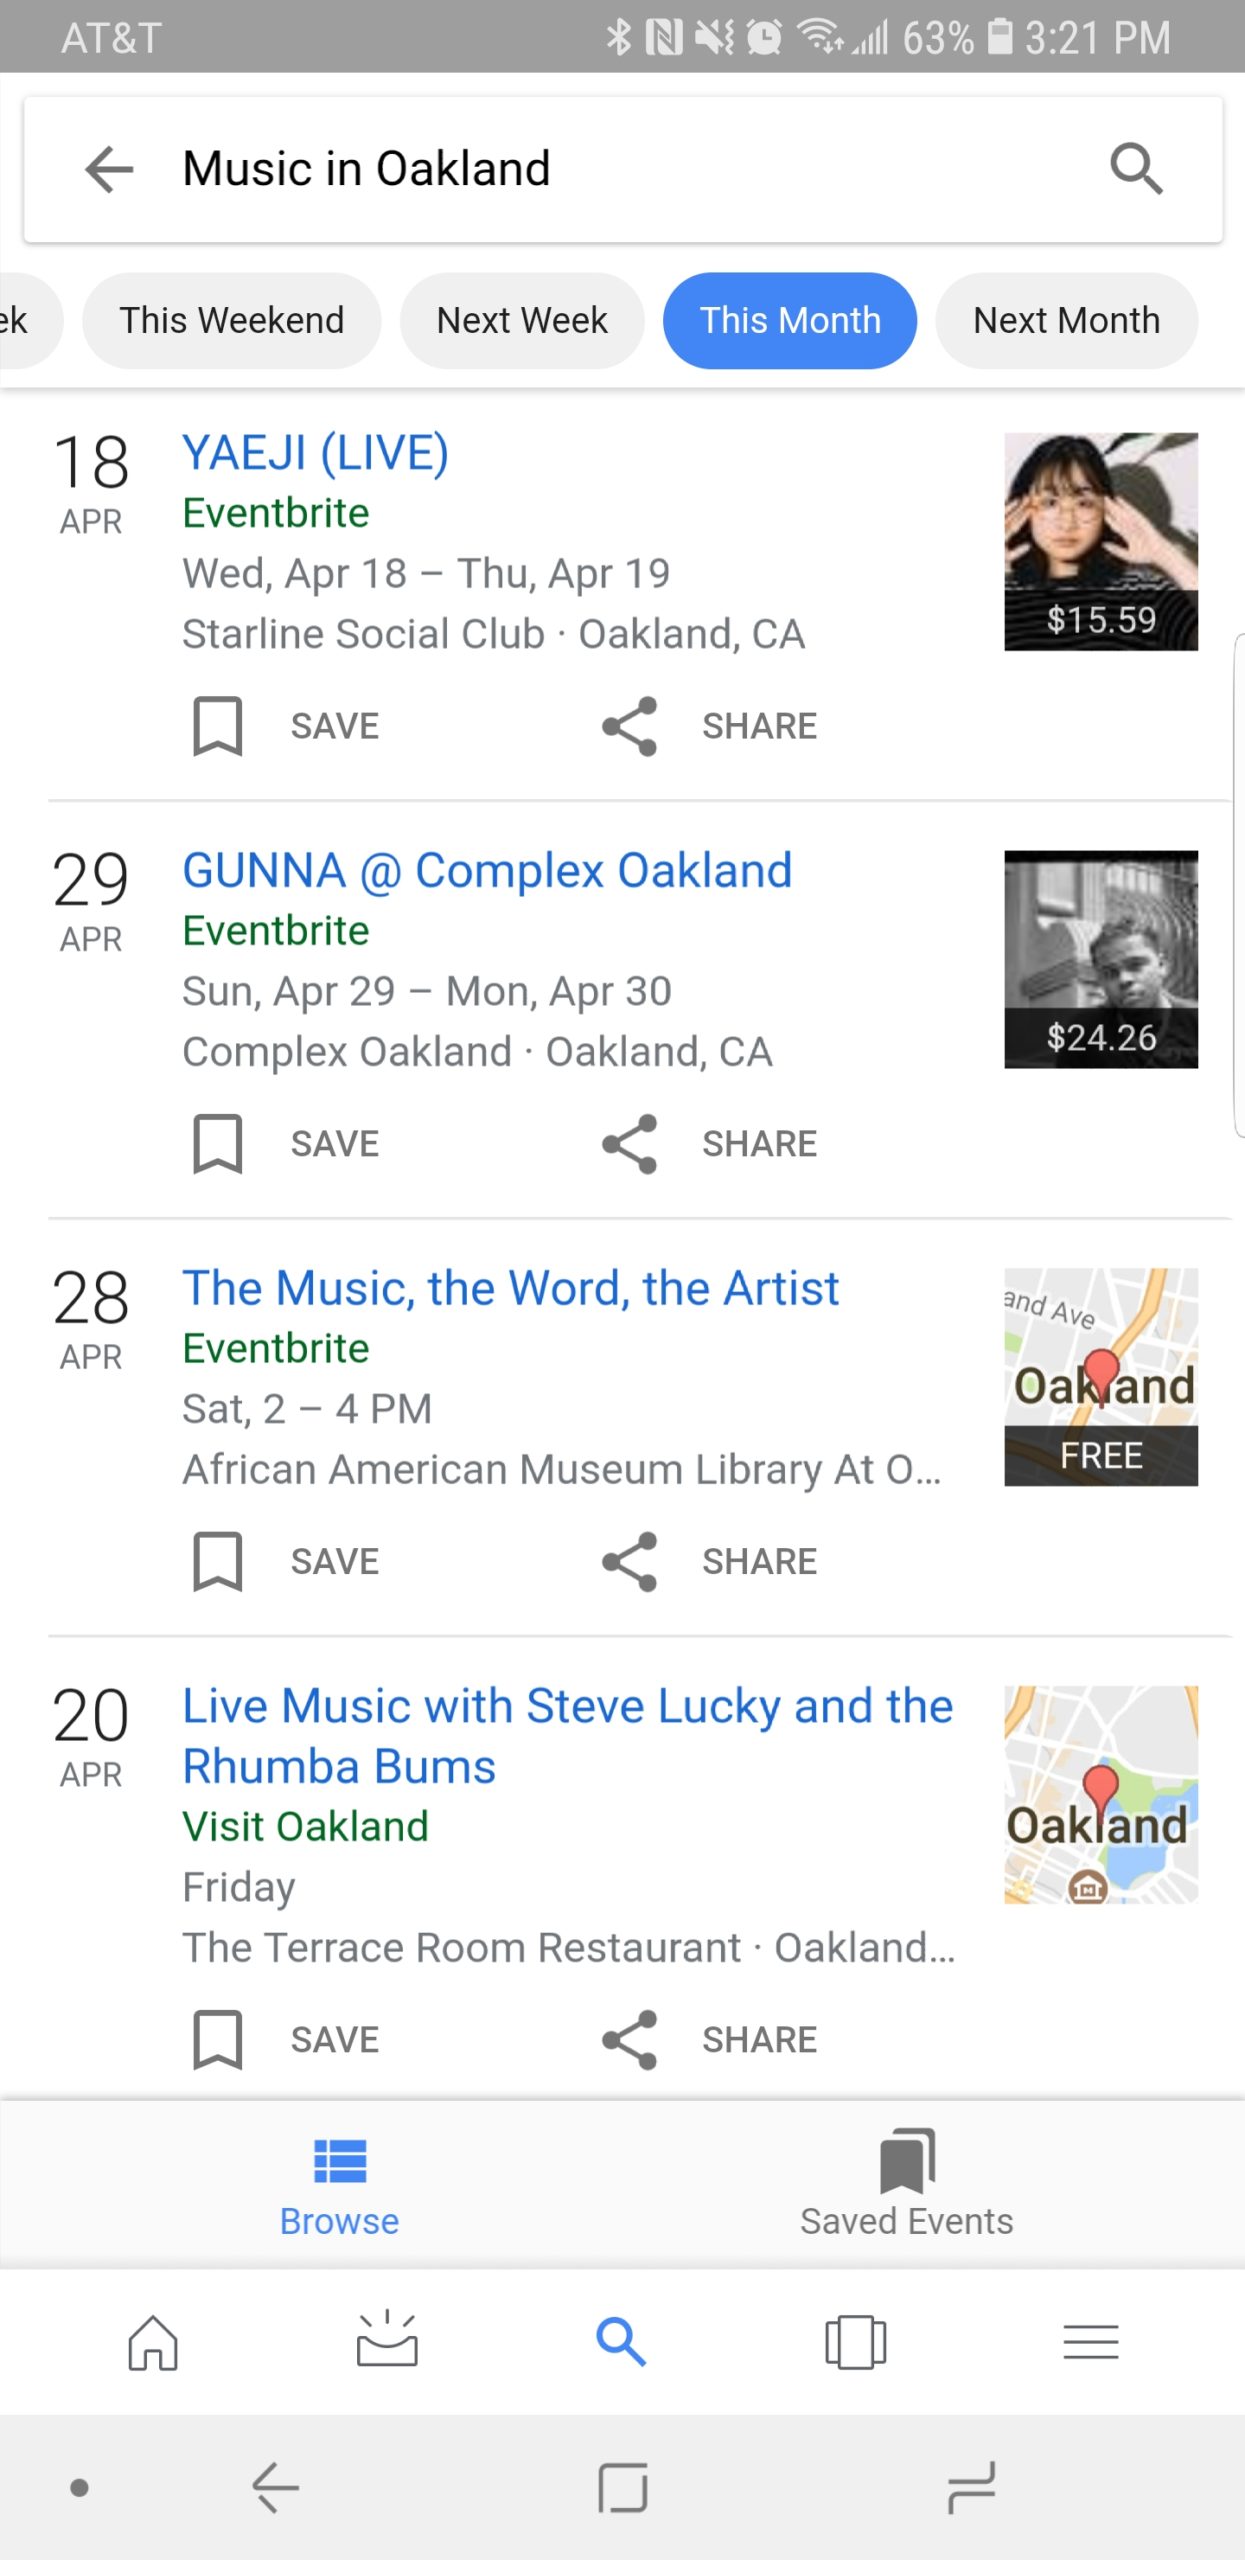 AT&T 63% 3:21 PM
Music in Oakland
ek This Weekend Next Week This Month Next Month
18
APR
YAEJI (LIVE)
Eventbrite
Wed, Apr 18 – Thu, Apr 19
Starline Social Club · Oakland, CA
$15.59
SAVE SHARE
29
APR
GUNNA @ Complex Oakland
Eventbrite
Sun, Apr 29 – Mon, Apr 30
Complex Oakland · Oakland, CA
$24.26
SAVE SHARE
28
APR
The Music, the Word, the Artist
Eventbrite
Sat, 2 – 4 PM
African American Museum Library At O...
and Ave
Oakland
FREE
SAVE SHARE
20
APR
Live Music with Steve Lucky and the
Rhumba Bums
Visit Oakland
Friday
The Terrace Room Restaurant · Oakland...
Oakland
SAVE SHARE
Browse Saved Events